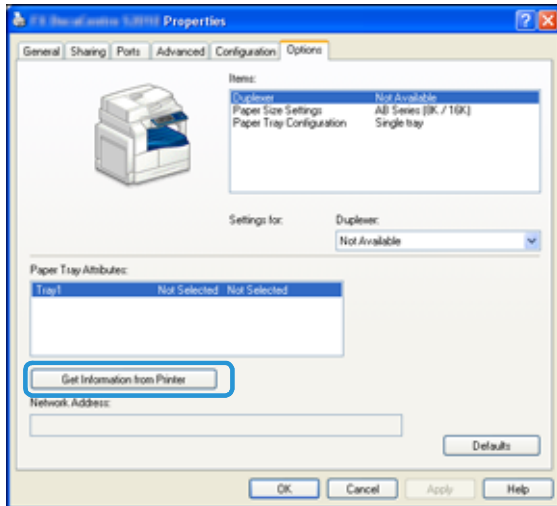 Properties
General Sharing Ports Advanced Configuration Options
Items:
Duplexer Not Available
Paper Size Settings AB Series (8K / 16K)
Paper Tray Configuration Single tray
Settings for: Duplexer:
Not Available
Paper Tray Attributes:
Tray1 Not Selected Not Selected
Get Information from Printer
Network Address:
Defaults
OK Cancel Apply Help